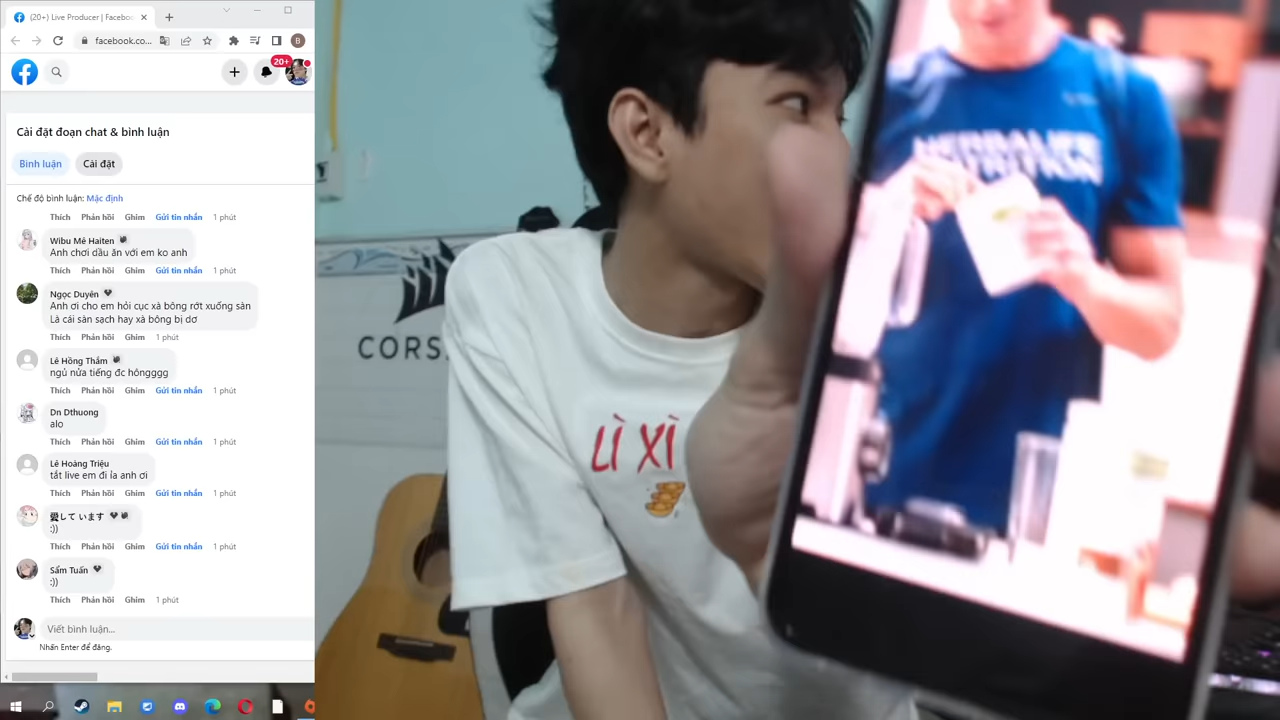 (20+) Live Producer | Faceboo
facebook.co...
20+
B
Cài đặt đoạn chat & bình luận
Bình luận
Cài đặt
Chế độ bình luận: Mặc định
Thích Phản hồi Ghim Gửi tin nhắn 1 phút
Wibu Mê Haiten
Anh chơi dầu ăn với em ko anh
Thích Phản hồi Ghim Gửi tin nhắn 1 phút
Ngọc Duyên
Anh ơi cho em hỏi cục xà bông rớt xuống sàn
Là cái sàn sạch hay xà bông bị dơ
Thích Phản hồi Ghim 1 phút
Lê Hồng Thắm
ngủ nửa tiếng đc hôngggg
Thích Phản hồi Ghim Gửi tin nhắn 1 phút
Dn Dthuong
alo
Thích Phản hồi Ghim Gửi tin nhắn 1 phút
Lê Hoàng Triệu
tắt live em đi ỉa anh ơi
Thích Phản hồi Ghim Gửi tin nhắn 1 phút
愛して います
:))
Thích Phản hồi Ghim Gửi tin nhắn 1 phút
Sẩm Tuấn
:))
Thích Phản hồi Ghim 1 phút
Viết bình luận...
Nhấn Enter để đăng.
CORS
LÌ XÌ
HERBALIFE
NUTRITION